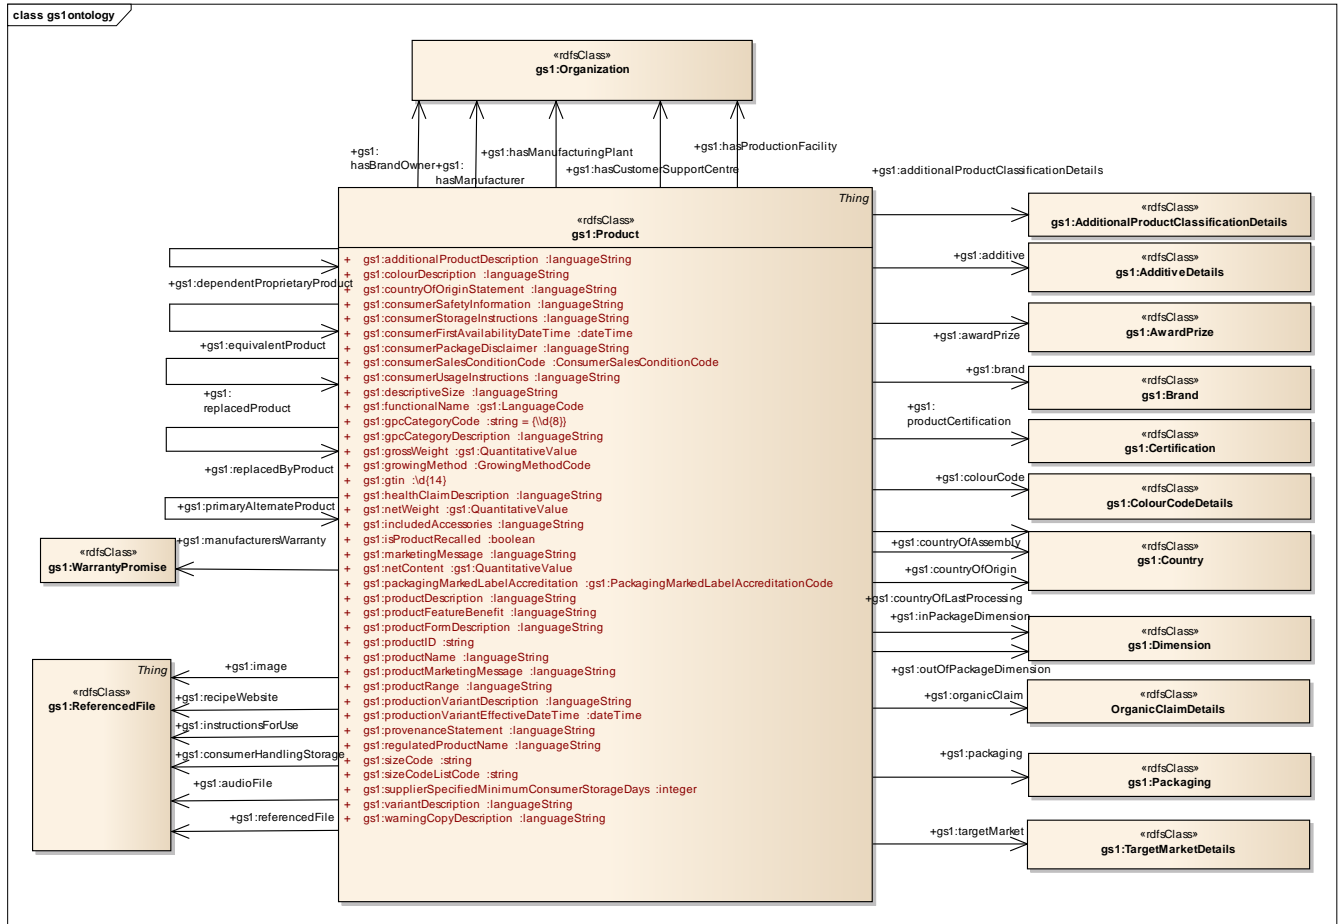 class gs1ontology
«rdfsClass»
gs1:Organization
+gs1:
hasBrandOwner
+gs1:
hasManufacturer
+gs1:hasManufacturingPlant
+gs1:hasCustomerSupportCentre
+gs1:hasProductionFacility
+gs1:additionalProductClassificationDetails
Thing
«rdfsClass»
gs1:Product
+ gs1:additionalProductDescription :languageString
+ gs1:colourDescription :languageString
+ gs1:countryOfOriginStatement :languageString
+ gs1:consumerSafetyInformation :languageString
+ gs1:consumerStorageInstructions :languageString
+ gs1:consumerFirstAvailabilityDateTime :dateTime
+ gs1:consumerPackageDisclaimer :languageString
+ gs1:consumerSalesConditionCode :ConsumerSalesConditionCode
+ gs1:consumerUsageInstructions :languageString
+ gs1:descriptiveSize :languageString
+ gs1:functionalName :gs1:LanguageCode
+ gs1:gpcCategoryCode :string = {\\d{8}}
+ gs1:gpcCategoryDescription :languageString
+ gs1:grossWeight :gs1:QuantitativeValue
+ gs1:growingMethod :GrowingMethodCode
+ gs1:gtin :\d{14}
+ gs1:healthClaimDescription :languageString
+ gs1:netWeight :gs1:QuantitativeValue
+ gs1:includedAccessories :languageString
+ gs1:isProductRecalled :boolean
+ gs1:marketingMessage :languageString
+ gs1:netContent :gs1:QuantitativeValue
+ gs1:packagingMarkedLabelAccreditation :gs1:PackagingMarkedLabelAccreditationCode
+ gs1:productDescription :languageString
+ gs1:productFeatureBenefit :languageString
+ gs1:productFormDescription :languageString
+ gs1:productID :string
+ gs1:productName :languageString
+ gs1:productMarketingMessage :languageString
+ gs1:productRange :languageString
+ gs1:productionVariantDescription :languageString
+ gs1:productionVariantEffectiveDateTime :dateTime
+ gs1:provenanceStatement :languageString
+ gs1:regulatedProductName :languageString
+ gs1:sizeCode :string
+ gs1:sizeCodeListCode :string
+ gs1:supplierSpecifiedMinimumConsumerStorageDays :integer
+ gs1:variantDescription :languageString
+ gs1:warningCopyDescription :languageString
+gs1:dependentProprietaryProduct
+gs1:equivalentProduct
+gs1:
replacedProduct
+gs1:replacedByProduct
+gs1:primaryAlternateProduct
+gs1:manufacturersWarranty
«rdfsClass»
gs1:WarrantyPromise
Thing
«rdfsClass»
gs1:ReferencedFile
+gs1:image
+gs1:recipeWebsite
+gs1:instructionsForUse
+gs1:consumerHandlingStorage
+gs1:audioFile
+gs1:referencedFile
«rdfsClass»
gs1:AdditionalProductClassificationDetails
+gs1:additive
«rdfsClass»
gs1:AdditiveDetails
+gs1:awardPrize
«rdfsClass»
gs1:AwardPrize
+gs1:brand
«rdfsClass»
gs1:Brand
+gs1:
productCertification
«rdfsClass»
gs1:Certification
+gs1:colourCode
«rdfsClass»
gs1:ColourCodeDetails
+gs1:countryOfAssembly
+gs1:countryOfOrigin
+gs1:countryOfLastProcessing
«rdfsClass»
gs1:Country
+gs1:inPackageDimension
+gs1:outOfPackageDimension
«rdfsClass»
gs1:Dimension
+gs1:organicClaim
«rdfsClass»
OrganicClaimDetails
+gs1:packaging
«rdfsClass»
gs1:Packaging
+gs1:targetMarket
«rdfsClass»
gs1:TargetMarketDetails